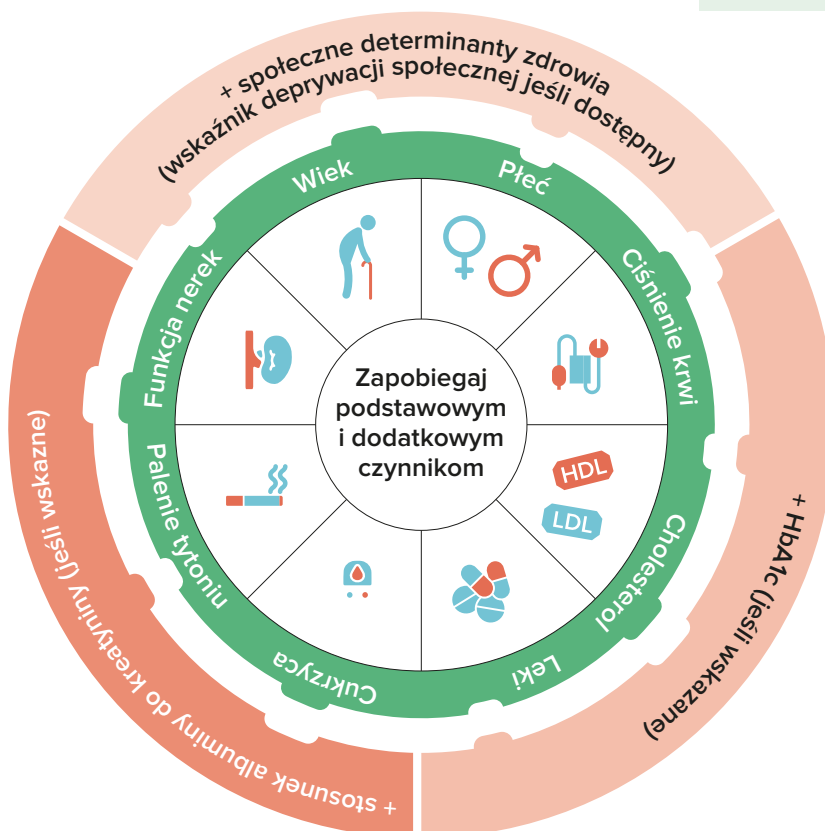 + społeczne determinanty zdrowia
(wskaźnik deprywacji społecznej jeśli dostępny)
Wiek
Płeć
Funkcja nerek
Ciśnienie krwi
Zapobiegaj
podstawowym
i dodatkowym
czynnikom
HDL
LDL
Palenie tytoniu
Cholesterol
Cukrzyca
Leki
+ HbA1c (jeśli wskazane)
+ stosunek albuminy do kreatyniny (jeśli wskazne)